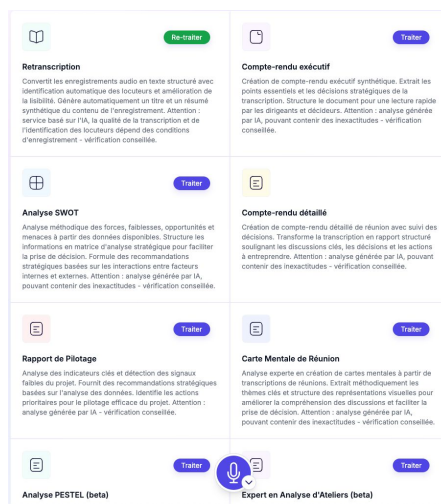 Re-traiter
Retranscription
Convertit les enregistrements audio en texte structuré avec
identification automatique des locuteurs et amélioration de
la lisibilité. Génère automatiquement un titre et un résumé
synthétique du contenu de l'enregistrement. Attention :
service basé sur l'IA, la qualité de la transcription et de
l'identification des locuteurs dépend des conditions
d'enregistrement - vérification conseillée.
Traiter
Compte-rendu exécutif
Création de compte-rendu exécutif synthétique. Extrait les
points essentiels et les décisions stratégiques de la
transcription. Structure le document pour une lecture rapide
par les dirigeants et décideurs. Attention : analyse générée
par IA, pouvant contenir des inexactitudes - vérification
conseillée.
Traiter
Analyse SWOT
Analyse méthodique des forces, faiblesses, opportunités et
menaces à partir des données disponibles. Structure les
informations en matrice d'analyse stratégique pour faciliter
la prise de décision. Formule des recommandations
stratégiques basées sur les interactions entre facteurs
internes et externes. Attention : analyse générée par IA,
pouvant contenir des inexactitudes - vérification conseillée.
Traiter
Compte-rendu détaillé
Création de compte-rendu détaillé de réunion avec suivi des
décisions. Transforme la transcription en rapport structuré
soulignant les discussions clés, les décisions et les actions
à entreprendre. Attention : analyse générée par IA, pouvant
contenir des inexactitudes - vérification conseillée.
Traiter
Rapport de Pilotage
Analyse des indicateurs clés et détection des signaux
faibles du projet. Fournit des recommandations stratégiques
basées sur l'analyse des données. Identifie les actions
prioritaires pour le pilotage efficace du projet. Attention :
analyse générée par IA - vérification conseillée.
Traiter
Carte Mentale de Réunion
Analyse experte en création de cartes mentales à partir de
transcriptions de réunions. Extrait méthodiquement les
thèmes clés et structure des représentations visuelles pour
améliorer la compréhension des discussions et faciliter la
prise de décision. Attention : analyse générée par IA,
pouvant contenir des inexactitudes - vérification conseillée.
Traiter
Analyse PESTEL (beta)
Traiter
Expert en Analyse d'Ateliers (beta)